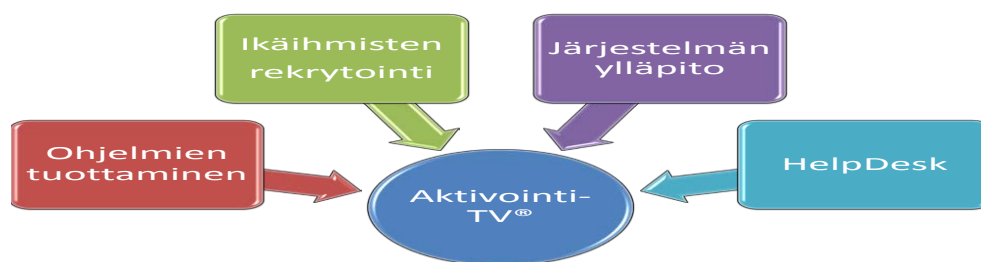 Ohjelmien
tuottaminen
Ikäihmisten
rekrytointi
Järjestelmän
ylläpito
HelpDesk
Aktivointi-
TV®